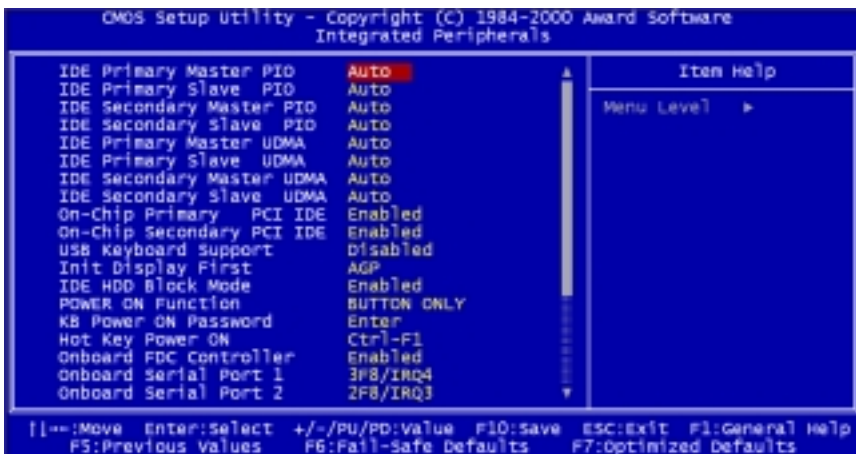 CMOS Setup Utility - Copyright (C) 1984-2000 Award Software
Integrated Peripherals
IDE Primary Master PIO Auto
IDE Primary Slave PIO Auto
IDE Secondary Master PIO Auto
IDE Secondary Slave PIO Auto
IDE Primary Master UDMA Auto
IDE Primary Slave UDMA Auto
IDE Secondary Master UDMA Auto
IDE Secondary Slave UDMA Auto
On-Chip Primary PCI IDE Enabled
On-Chip Secondary PCI IDE Enabled
USB Keyboard Support Disabled
Init Display First AGP
IDE HDD Block Mode Enabled
POWER ON Function BUTTON ONLY
KB Power ON Password Enter
Hot Key Power ON Ctrl-F1
Onboard FDC Controller Enabled
Onboard Serial Port 1 3F8/IRQ4
Onboard Serial Port 2 2F8/IRQ3
Item Help
Menu Level ►
↑↓→←:Move Enter:Select +/-/PU/PD:Value F10:Save ESC:Exit F1:General Help
F5:Previous Values F6:Fail-Safe Defaults F7:Optimized Defaults